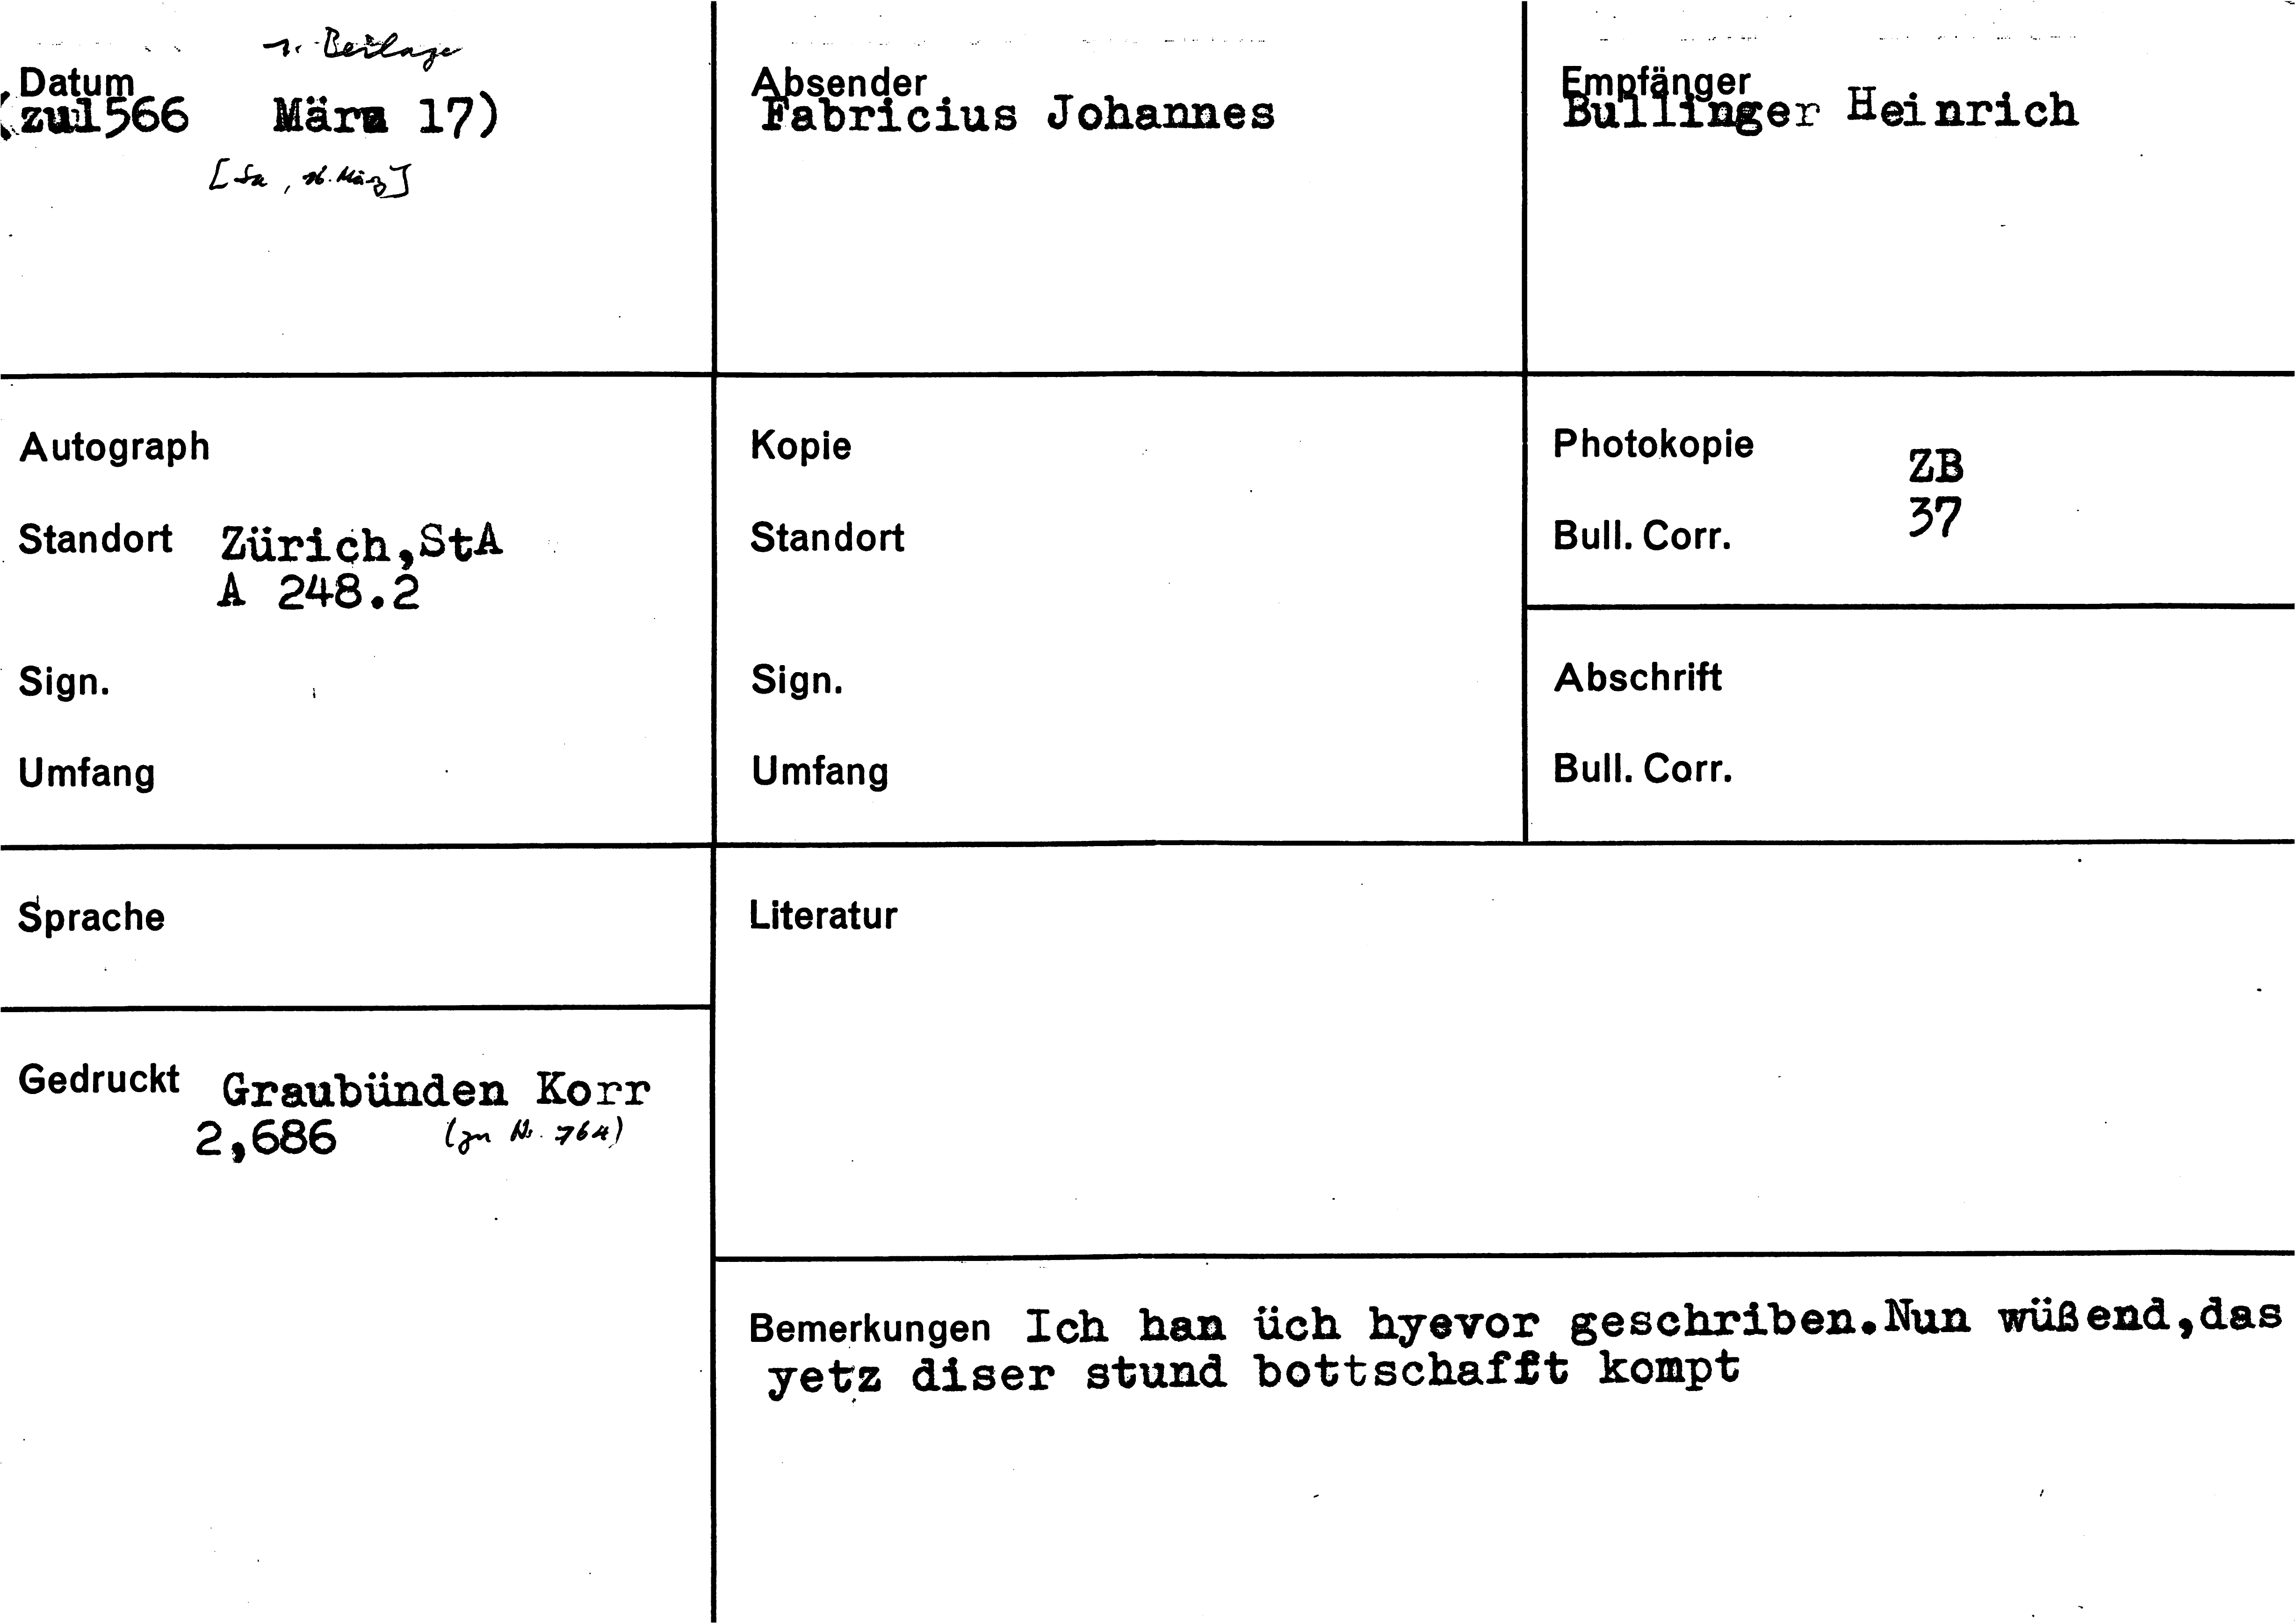 1. Beilage
Datum
(zu1566 März 17)
[Sa, 16. März]
Absender
Fabricius Johannes
Empfänger
Bullinger Heinrich
Autograph
Standort Zürich,StA
A 248.2
Sign.
Umfang
Kopie
Standort
Sign.
Umfang
Photokopie ZB
Bull. Corr. 37
Abschrift
Bull. Corr.
Sprache
Literatur
Gedruckt Graubünden Korr
2,686 (zu Nr. 764)
Bemerkungen Ich han üch hyevor geschriben.Nun wüßend,das
yetz diser stund bottschafft kompt